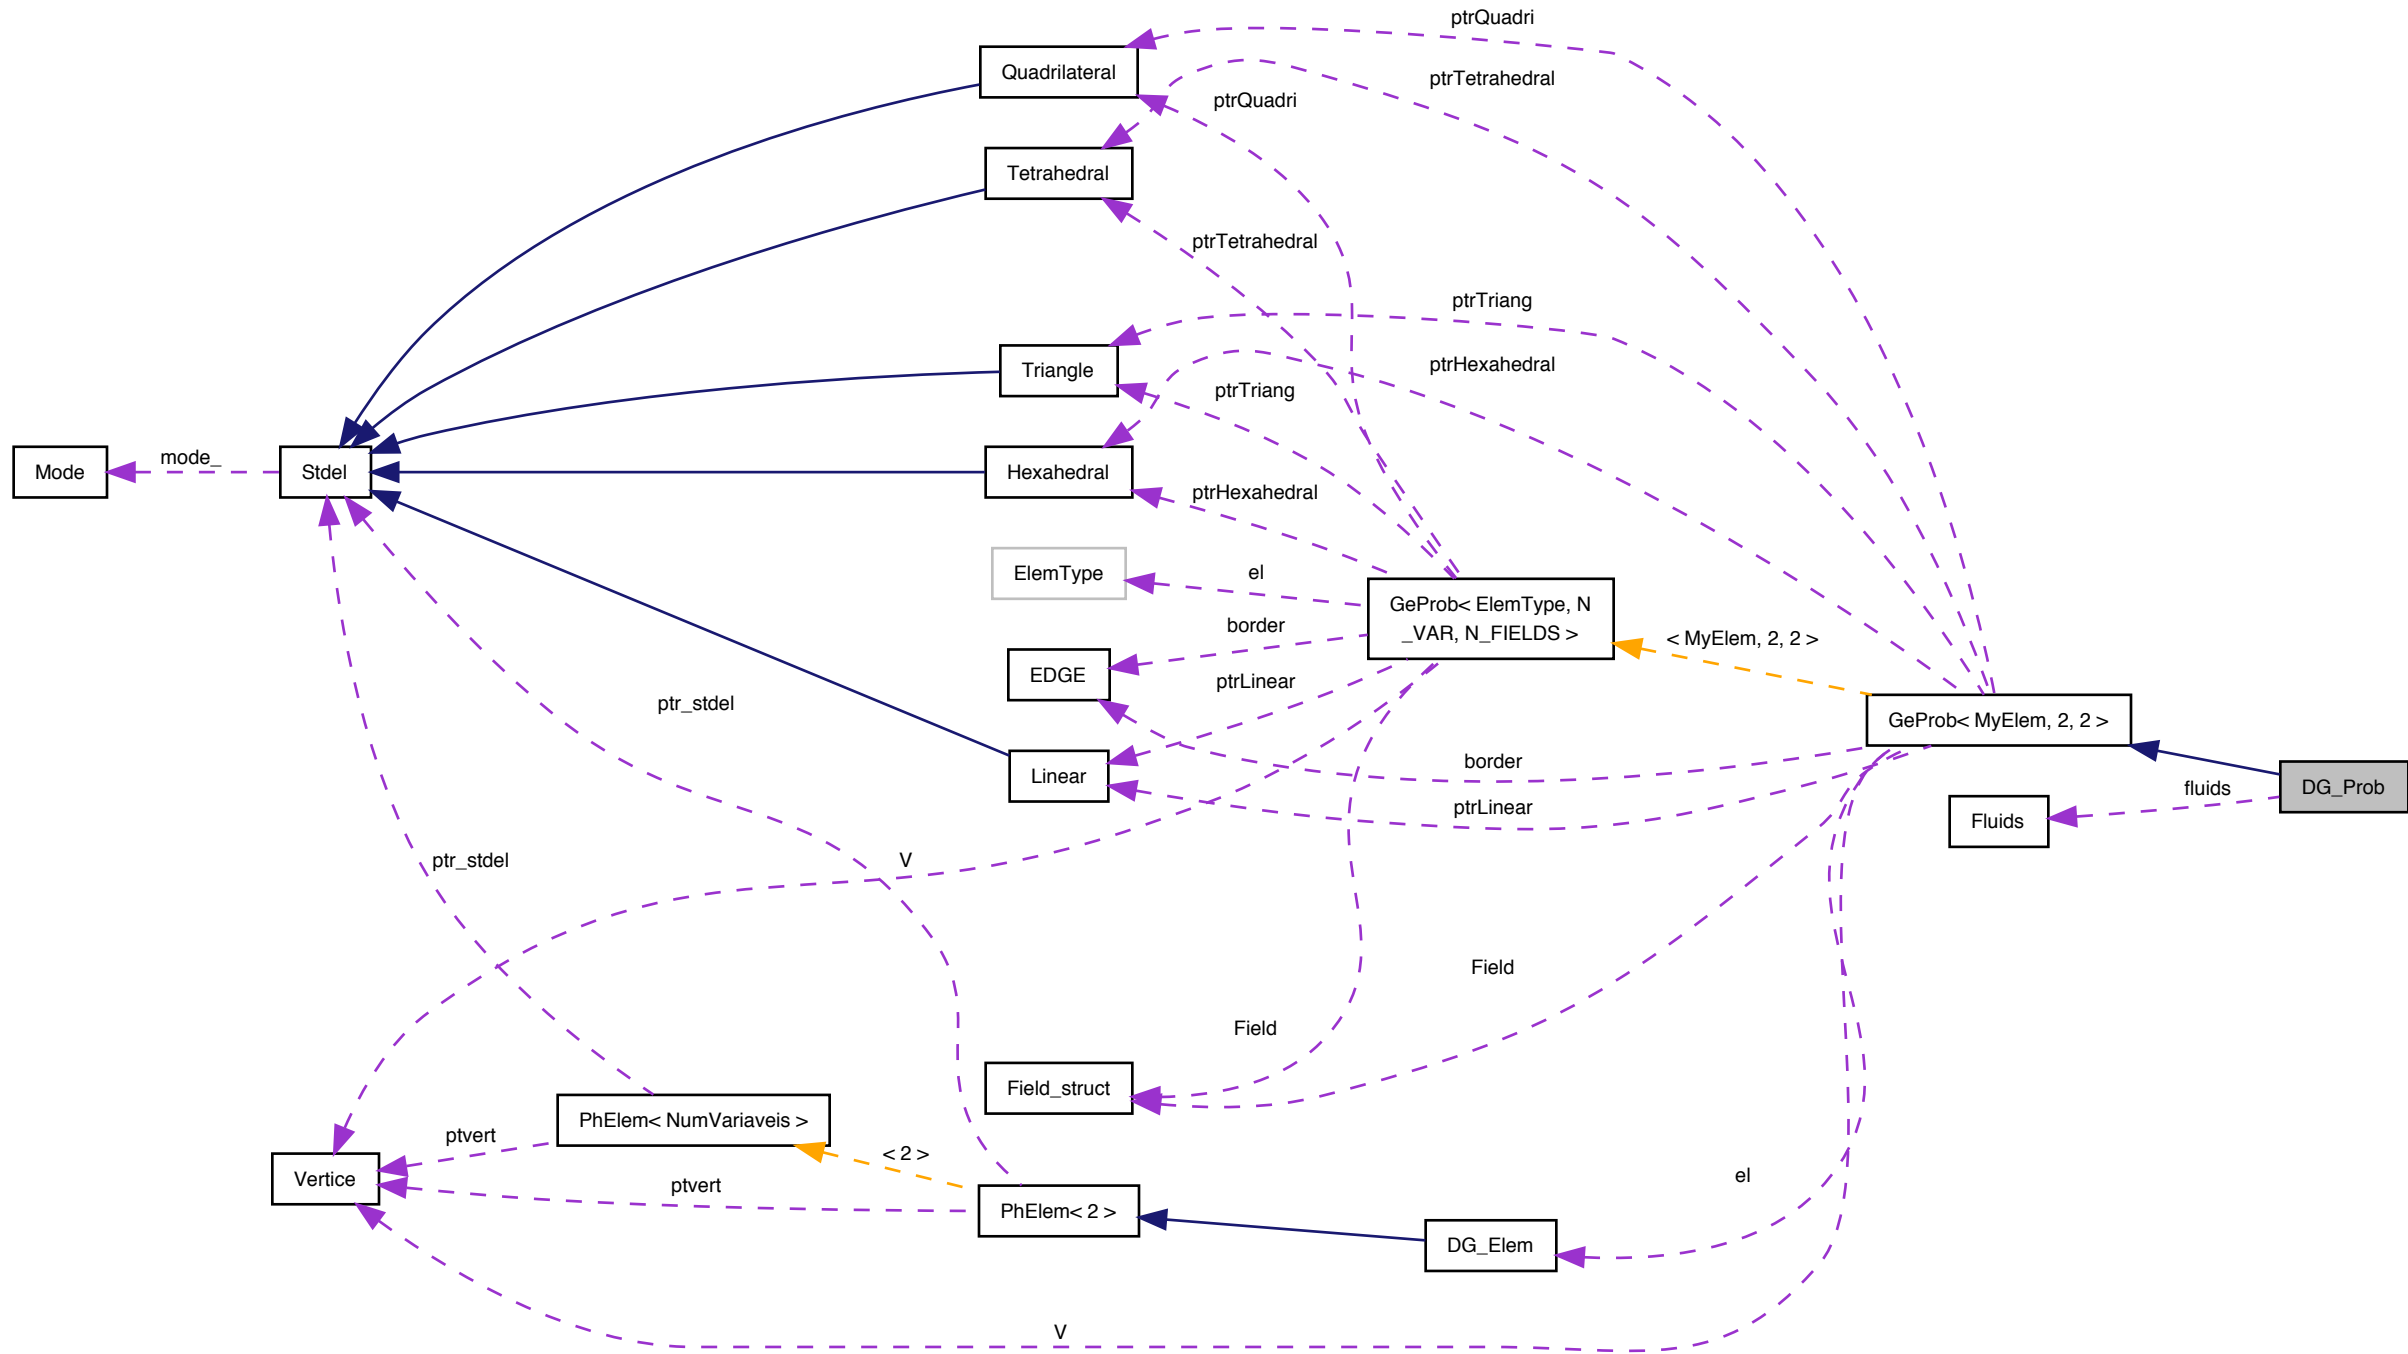 ptrQuadri
Quadrilateral
ptrTetrahedral
ptrQuadri
Tetrahedral
ptrTetrahedral
ptrTriang
Triangle
ptrHexahedral
ptrTriang
Mode
mode_
Stdel
Hexahedral
ptrHexahedral
ElemType
el
GeProb< ElemType, N
_VAR, N_FIELDS >
border
< MyElem, 2, 2 >
EDGE
ptrLinear
ptr_stdel
GeProb< MyElem, 2, 2 >
border
Linear
fluids
DG_Prob
ptrLinear
Fluids
ptr_stdel
V
Field
Field
Field_struct
PhElem< NumVariaveis >
ptvert
< 2 >
Vertice
ptvert
el
PhElem< 2 >
DG_Elem
V